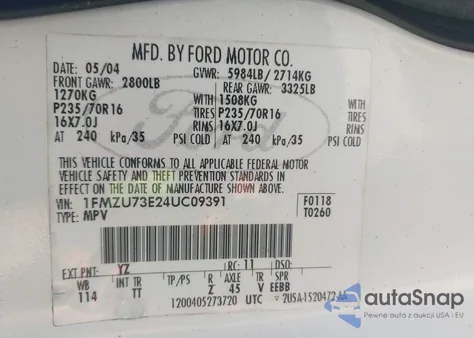 MFD. BY FORD MOTOR CO.
DATE 05/04 GVWR: 5984LB/ 2714KG
FRONT GAWR: 2800LB REAR GAWR: 3325LB
1270KG WITH 1508KG WITH
P235/70R16 TIRES P235/70R16 TIRES
16X7.0J RIMS 16X7.0J RIMS
AT 240 kPa/35 PSI COLD AT 240 kPa/35 PSI COLD
Ford
THIS VEHICLE CONFORMS TO ALL APPLICABLE FEDERAL MOTOR
VEHICLE SAFETY AND THEFT PREVENTION STANDARDS IN
EFFECT ON THE DATE OF MANUFACTURE SHOWN ABOVE.
VIN: 1FMZU73E24UC09391 F0118
TYPE: MPV T0260
EXT PNT: YZ RC: 11 DSO:
WB INT TR TP/PS R AX TR SPR
114 TT Z 45 V EEBB
1200405273720 UTC
autaSnap
Pewne auta z USA i EU